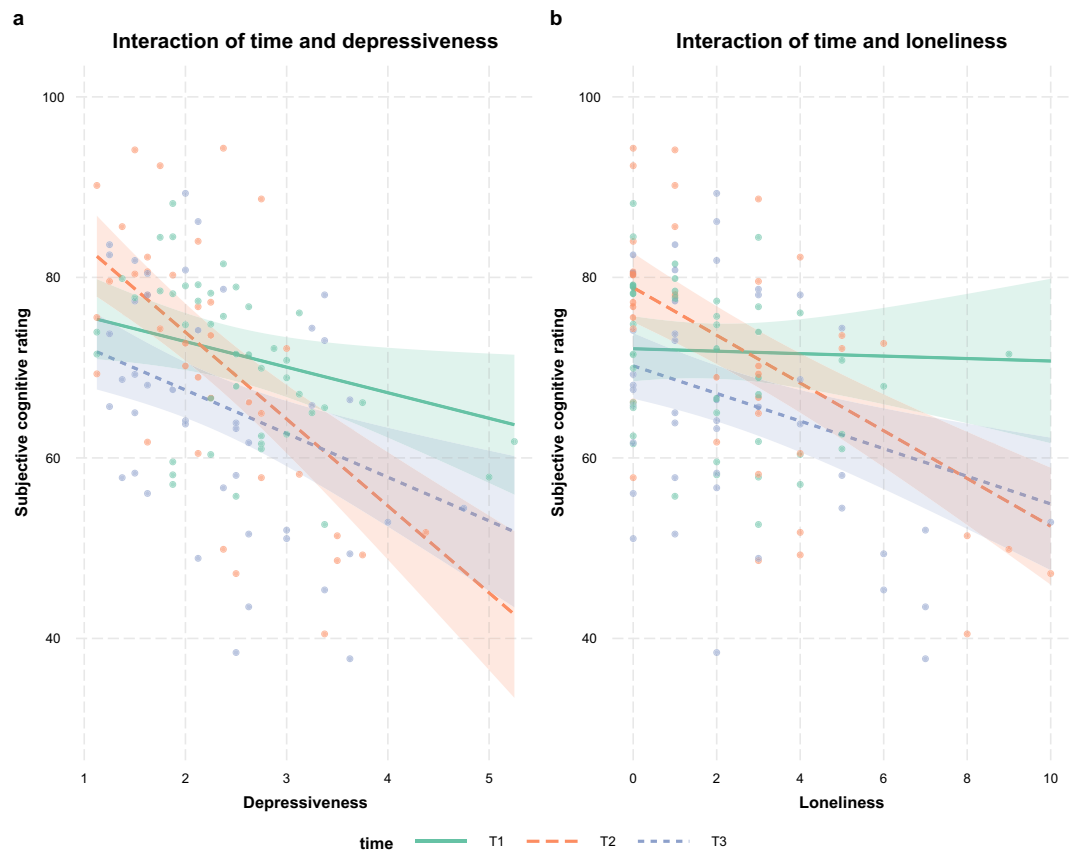 a
Interaction of time and depressiveness
100
80
60
40
Subjective cognitive rating
1 2 3 4 5
Depressiveness
b
Interaction of time and loneliness
100
80
60
40
Subjective cognitive rating
0 2 4 6 8 10
Loneliness
time T1 T2 T3